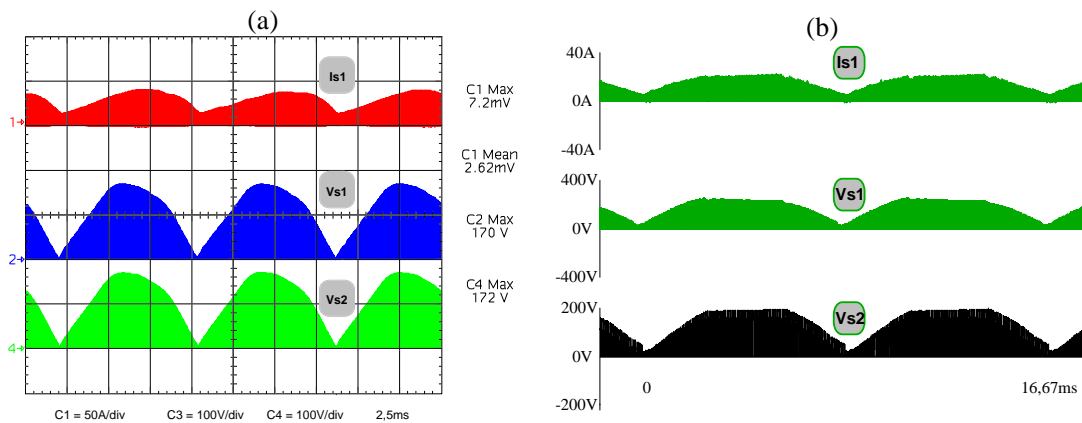 (a)
Is1
C1 Max
7.2mV
1
C1 Mean
2.62mV
Vs1
C2 Max
170 V
2
C4 Max
172 V
Vs2
4
C1 = 50A/div C3 = 100V/div C4 = 100V/div 2,5ms
(b)
40A
Is1
0A
-40A
400V
Vs1
0V
-400V
200V
Vs2
0V
0 16,67ms
-200V